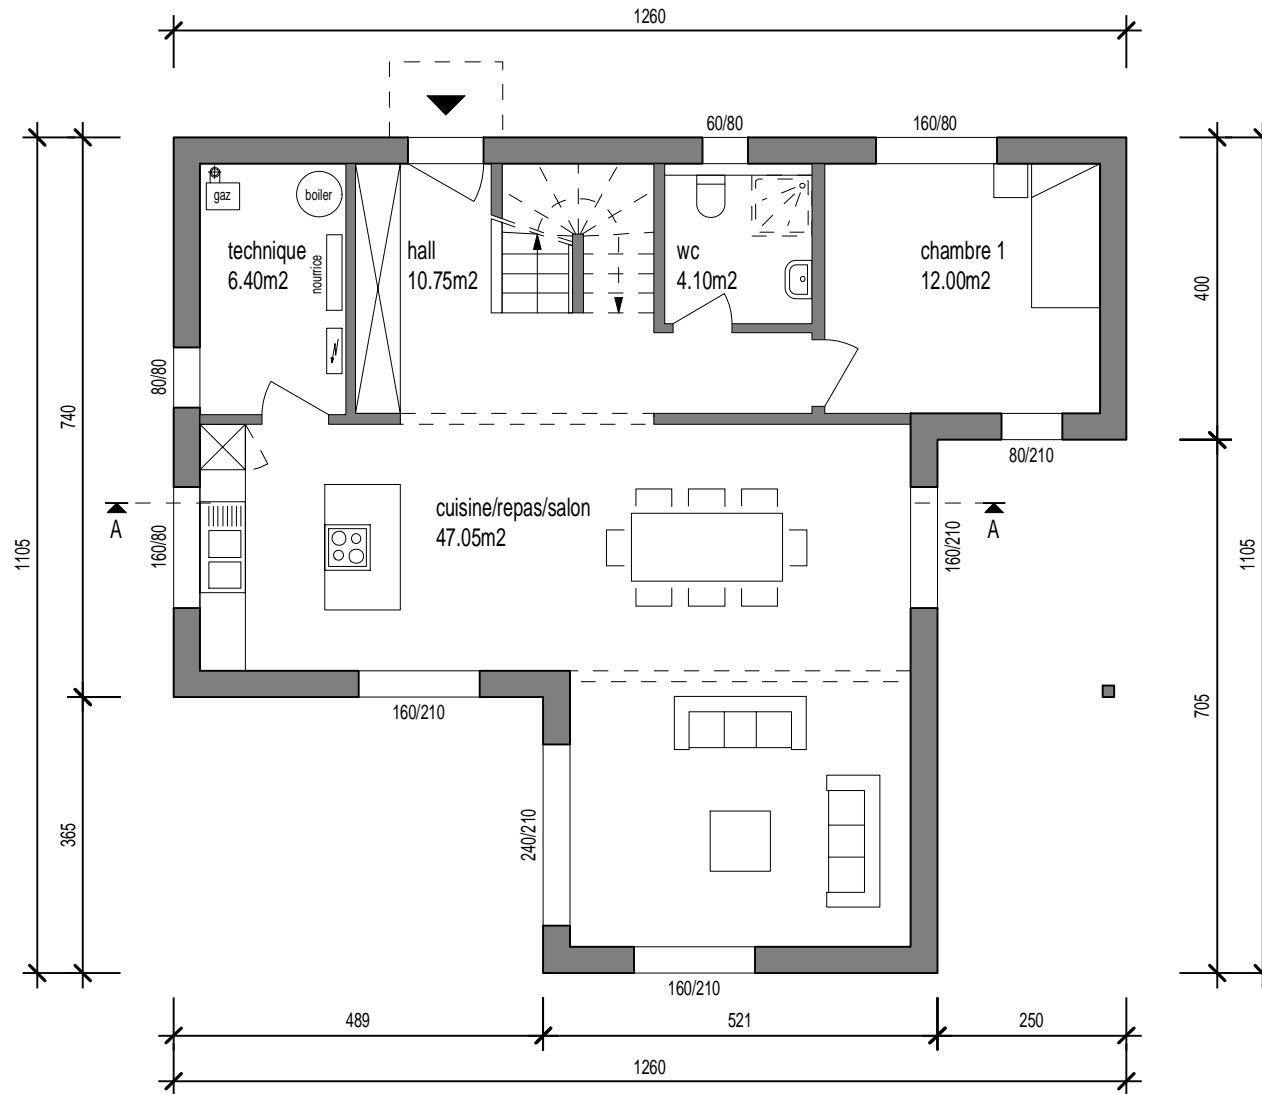 1260
60/80
160/80
gaz
boiler
technique
6.40m2
nourrice
hall
10.75m2
wc
4.10m2
chambre 1
12.00m2
400
80/80
740
80/210
cuisine/repas/salon
47.05m2
A
160/80
160/210
A
1105
1105
160/210
705
365
240/210
160/210
489
521
250
1260